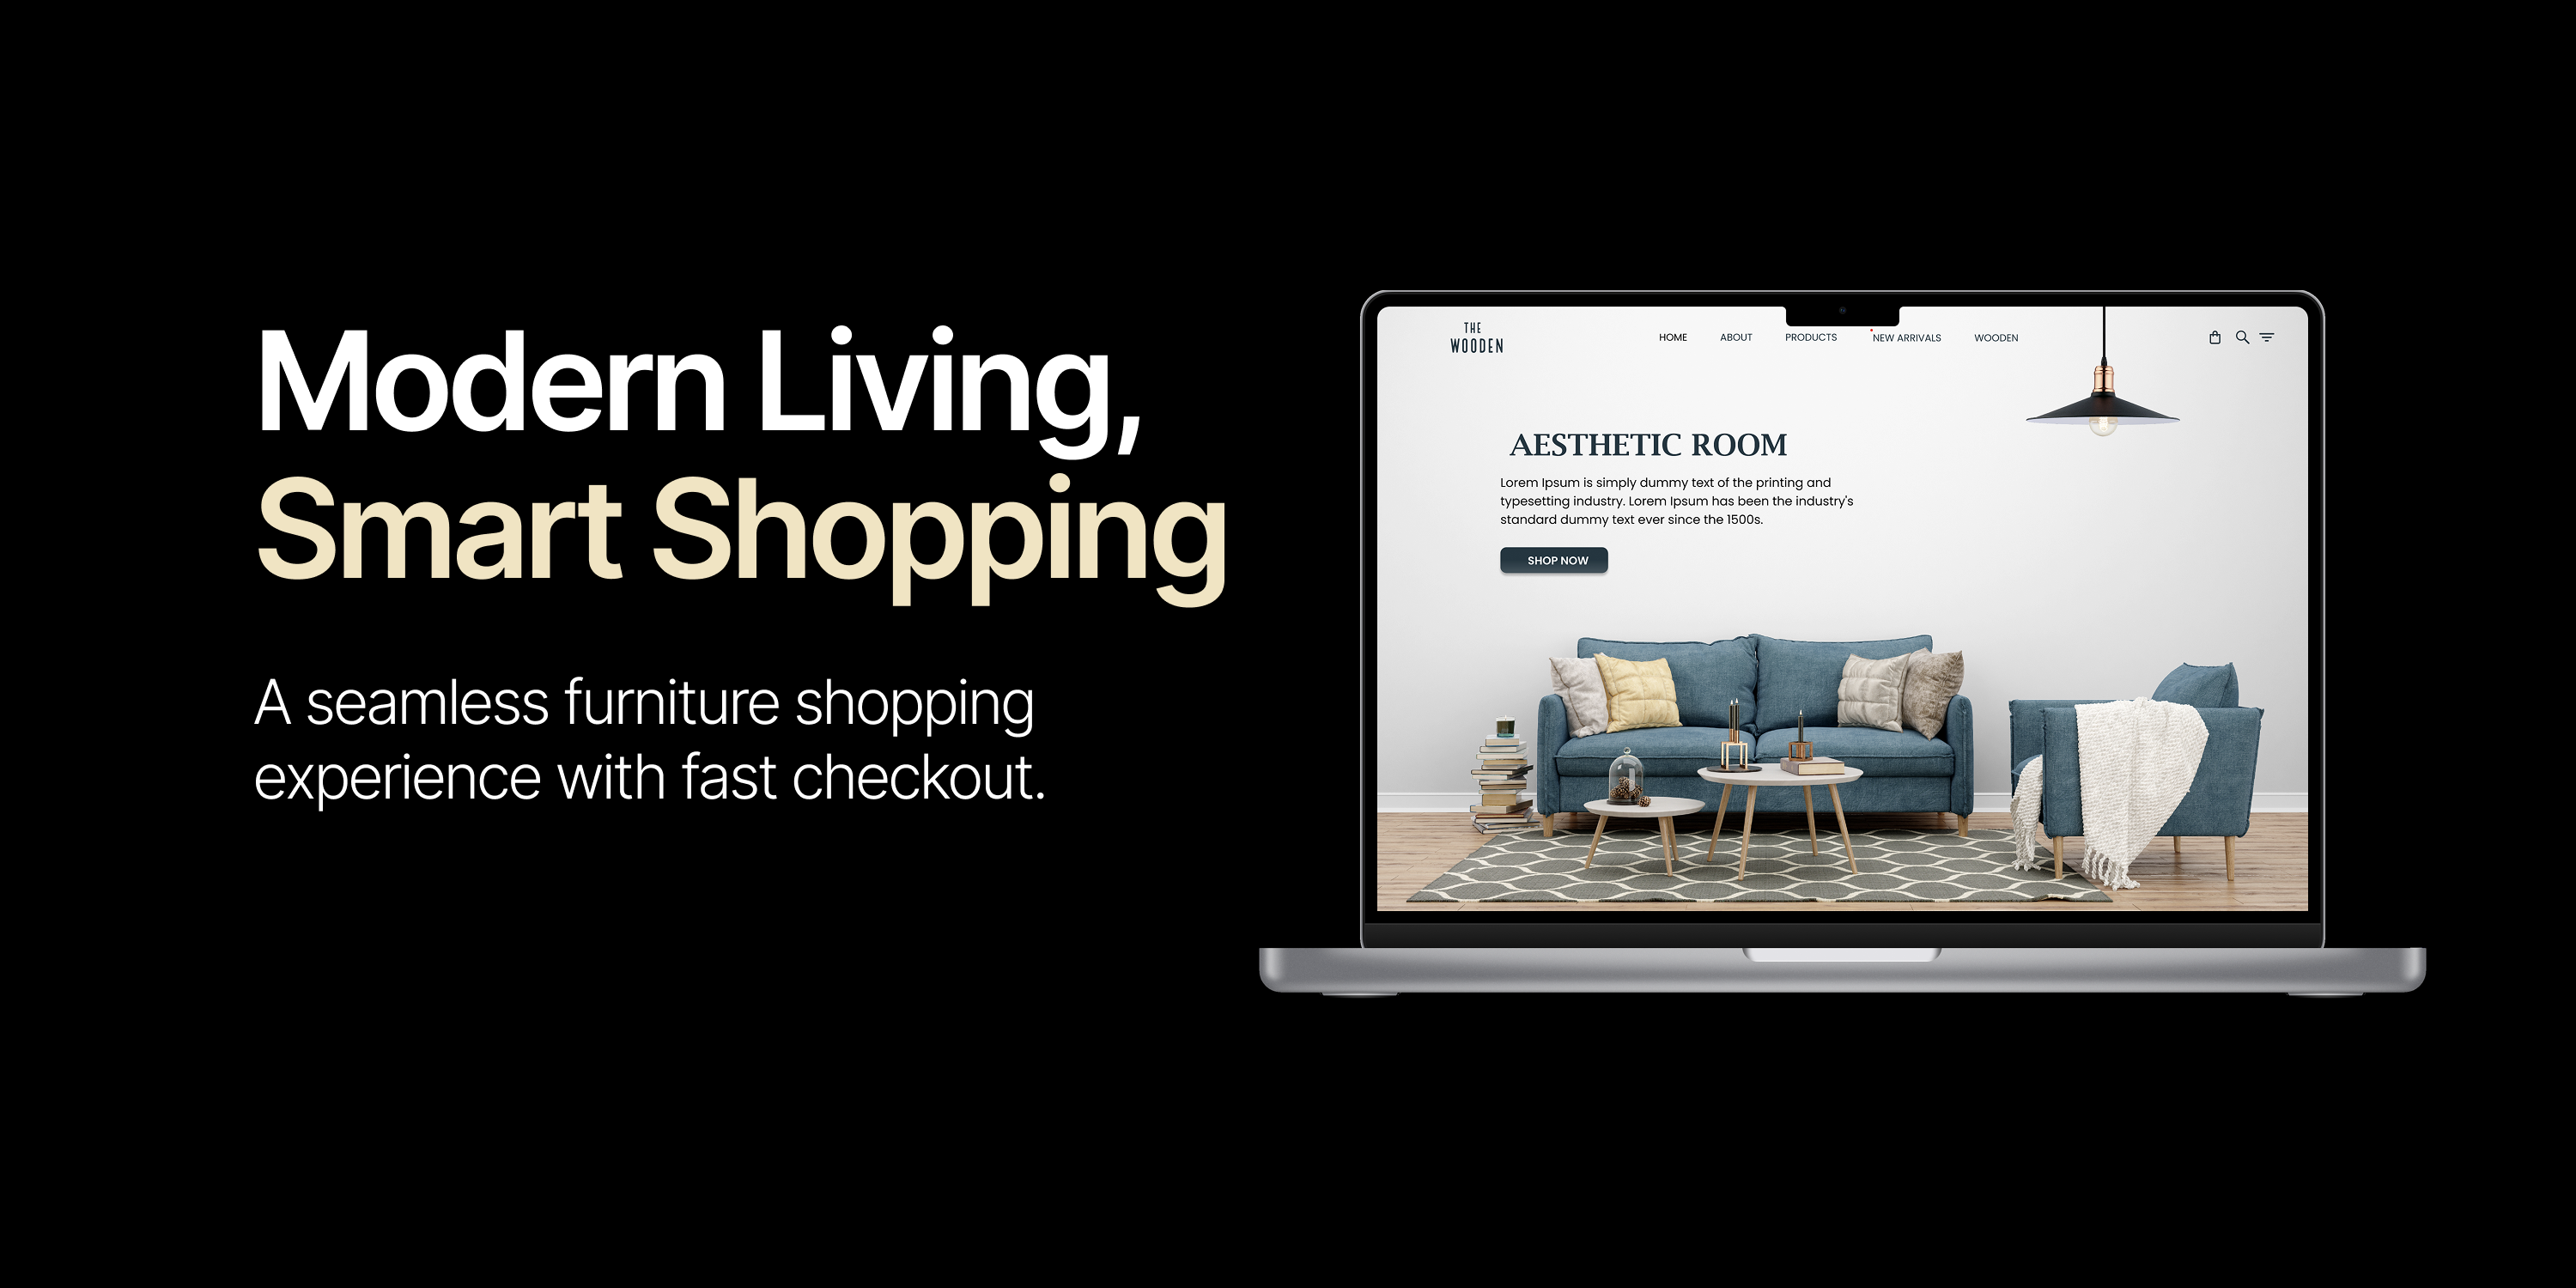 Modern Living,
Smart Shopping
A seamless furniture shopping
experience with fast checkout.
THE
WOODEN
HOME ABOUT PRODUCTS NEW ARRIVALS WOODEN
AESTHETIC ROOM
Lorem Ipsum is simply dummy text of the printing and
typesetting industry. Lorem Ipsum has been the industry's
standard dummy text ever since the 1500s.
SHOP NOW